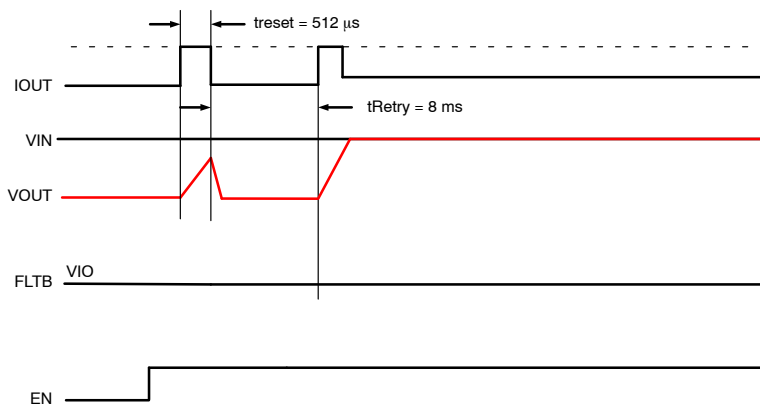 treset = 512 μs
IOUT
tRetry = 8 ms
VIN
VOUT
VIO
FLTB
EN